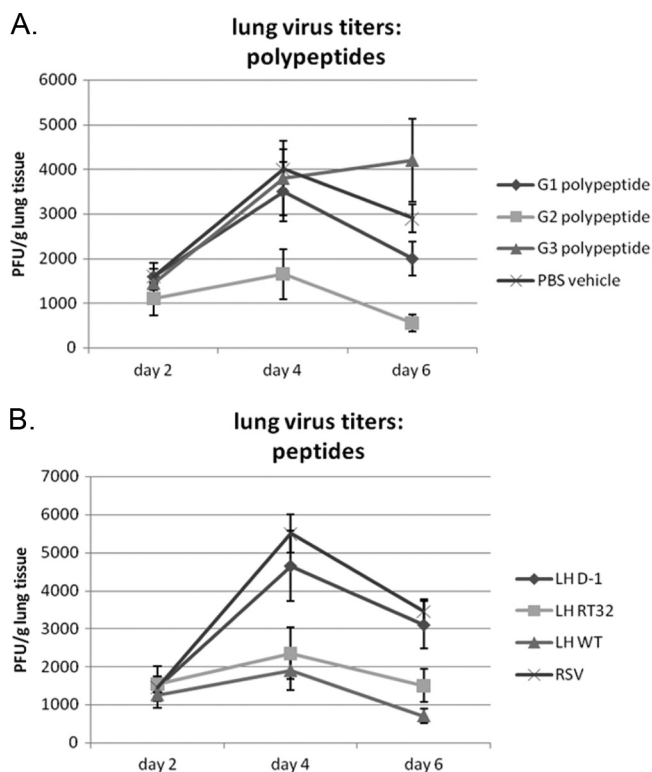 A.
lung virus titers:
polypeptides
PFU/g lung tissue
6000
5000
4000
3000
2000
1000
0
day 2 day 4 day 6
G1 polypeptide
G2 polypeptide
G3 polypeptide
PBS vehicle
B.
lung virus titers:
peptides
PFU/g lung tissue
7000
6000
5000
4000
3000
2000
1000
0
day 2 day 4 day 6
LH D-1
LH RT32
LH WT
RSV